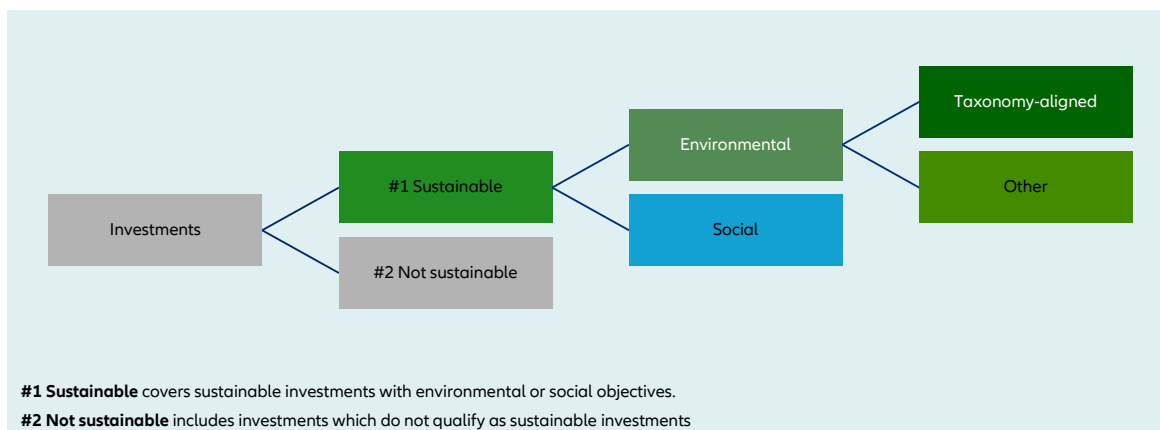 Taxonomy-aligned
Environmental
#1 Sustainable
Other
Investments
Social
#2 Not sustainable
#1 Sustainable covers sustainable investments with environmental or social objectives.
#2 Not sustainable includes investments which do not qualify as sustainable investments